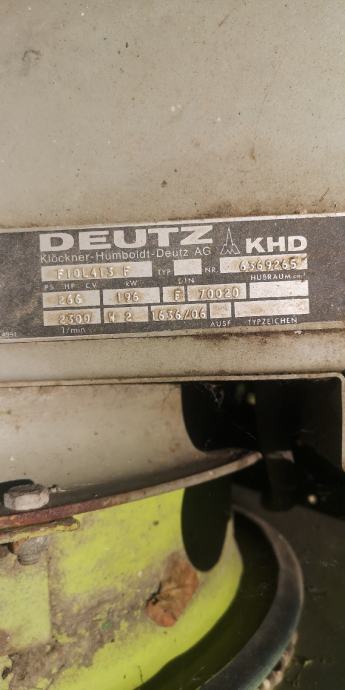 DEUTZ KHD
Klöckner-Humboldt-Deutz AG
F10L413 F TYP NR. 6369265
PS HP CV kW DIN HUBRAUM cm³
266 196 F 70020
2300 W 2 1636/06
1/min AUSF TYPZEICHEN